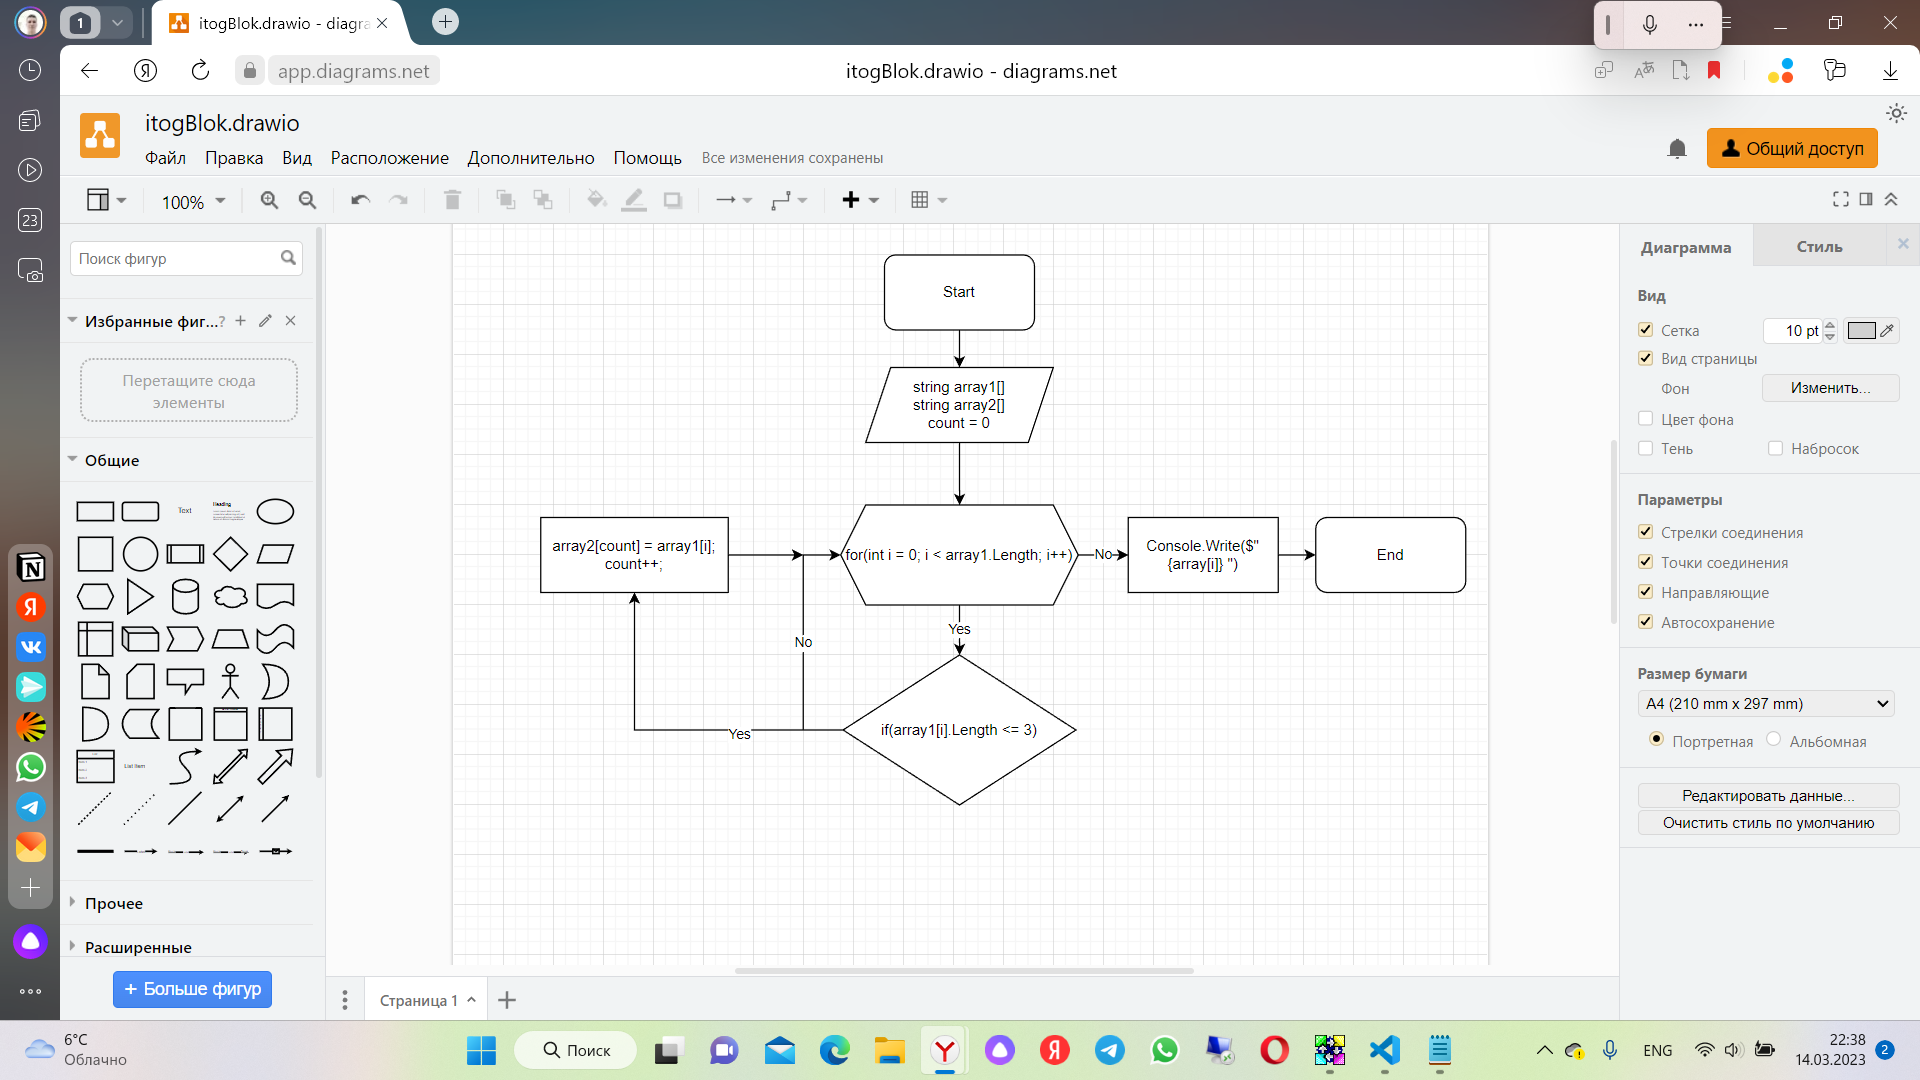 1
itogBlok.drawio - diagra
app.diagrams.net
itogBlok.drawio - diagrams.net
itogBlok.drawio
Файл Правка Вид Расположение Дополнительно Помощь Все изменения сохранены
Общий доступ
100%
23
Поиск фигур
Избранные фиг...?
Перетащите сюда
элементы
Общие
Text
Heading
List Item
Прочее
Расширенные
+ Больше фигур
Start
string array1[]
string array2[]
count = 0
array2[count] = array1[i];
count++;
for(int i = 0; i < array1.Length; i++)
No
Console.Write($"
{array[i]} ")
End
Yes
No
if(array1[i].Length <= 3)
Yes
Диаграмма
Стиль
Вид
Сетка
10 pt
Вид страницы
Фон
Изменить...
Цвет фона
Тень
Набросок
Параметры
Стрелки соединения
Точки соединения
Направляющие
Автосохранение
Размер бумаги
A4 (210 mm x 297 mm)
Портретная
Альбомная
Редактировать данные...
Очистить стиль по умолчанию
Страница 1
6°C
Облачно
Поиск
ENG
22:38
14.03.2023
2